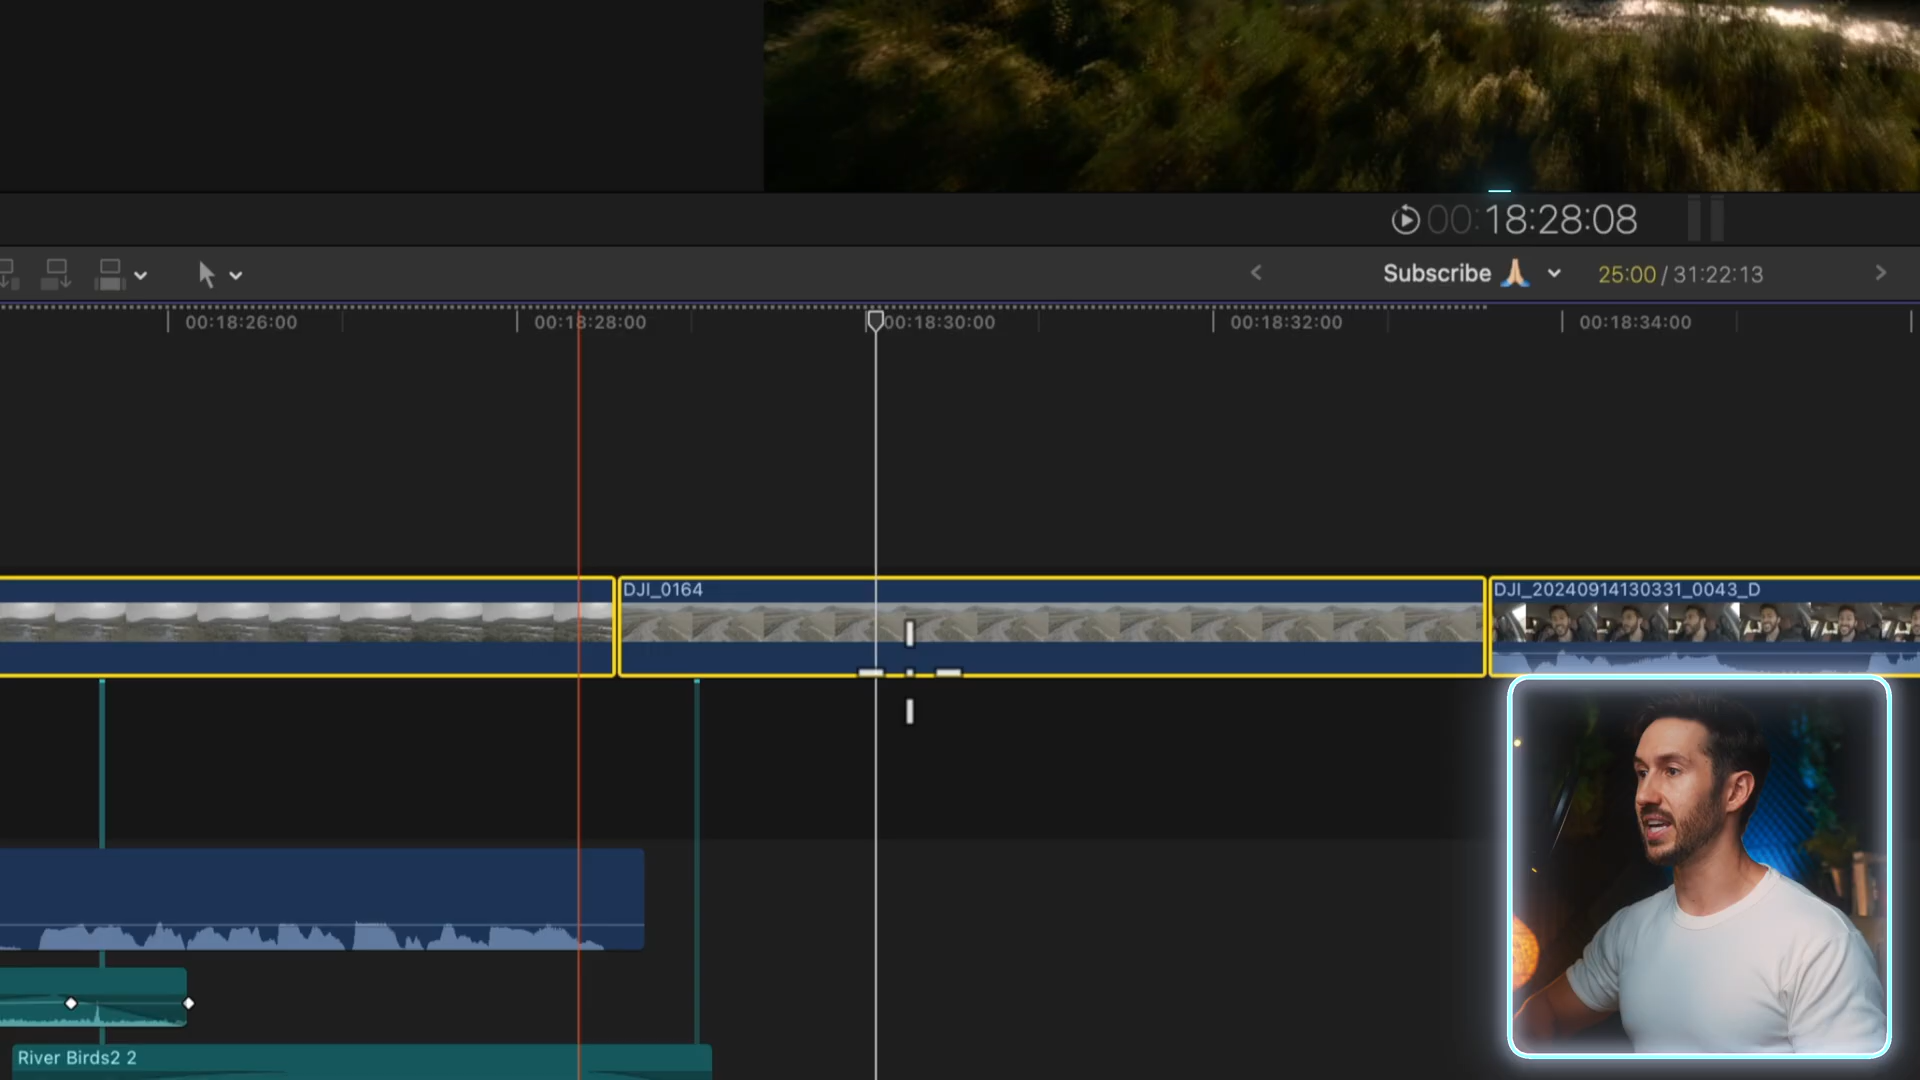 00:18:28:08
Subscribe 🙏 25:00 / 31:22:13
00:18:26:00 00:18:28:00 00:18:30:00 00:18:32:00 00:18:34:00
DJI_0164 DJI_20240914130331_0043_D
River Birds2 2